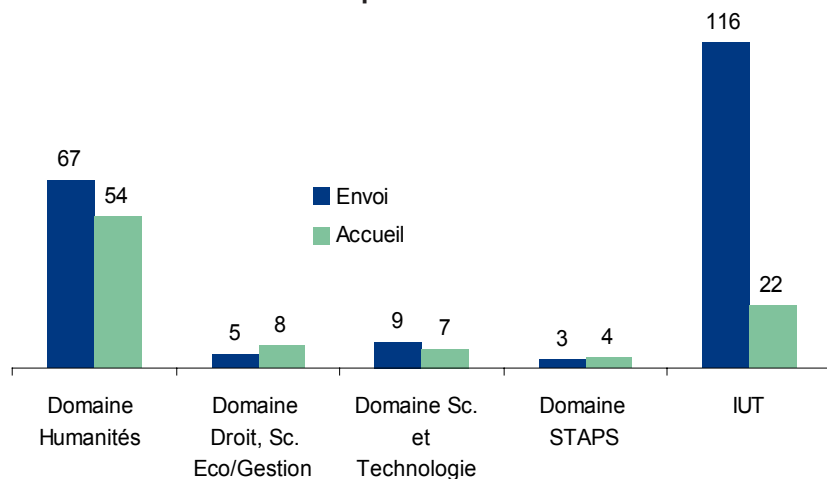 116
67
54
Envoi
Accueil
5
8
9
7
3
4
22
Domaine
Humanités
Domaine
Droit, Sc.
Eco/Gestion
Domaine Sc.
et
Technologie
Domaine
STAPS
IUT